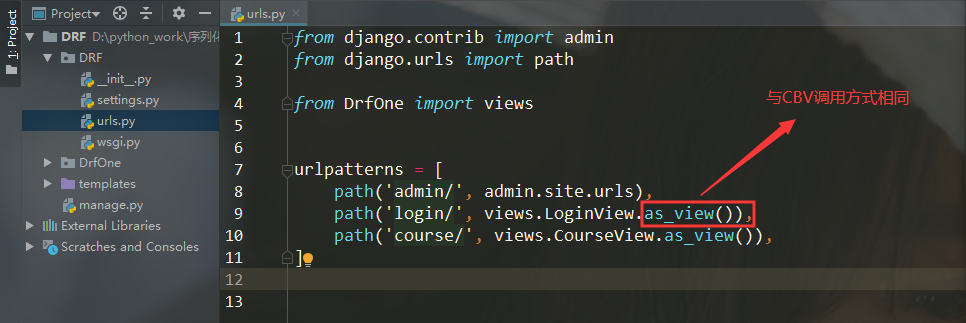 1: Project
Project
DRF D:\python_work\序列化
DRF
__init__.py
settings.py
urls.py
wsgi.py
DrfOne
templates
manage.py
External Libraries
Scratches and Consoles
urls.py
1 from django.contrib import admin
2 from django.urls import path
3
4 from DrfOne import views
5
6
7 urlpatterns = [
8 path('admin/', admin.site.urls),
9 path('login/', views.LoginView.as_view()),
10 path('course/', views.CourseView.as_view()),
11 ]
12
13
与CBV调用方式相同